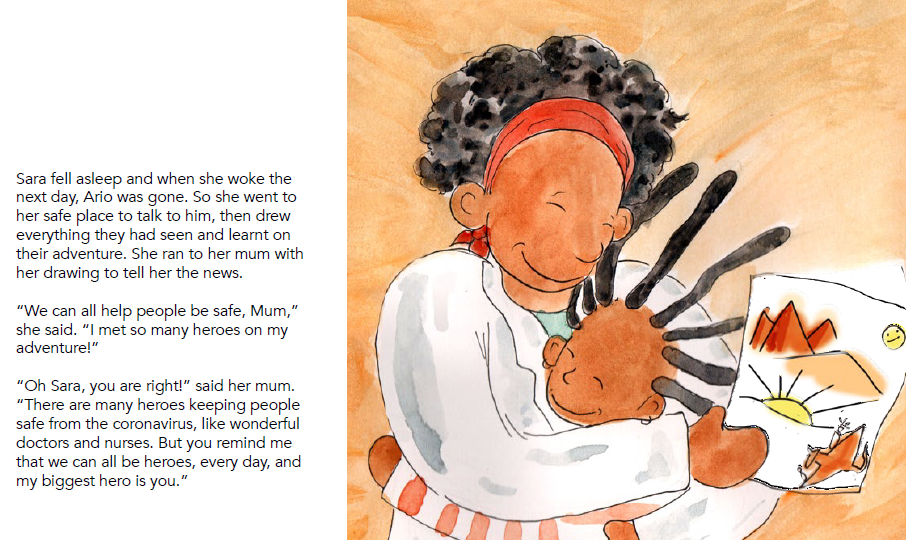 Sara fell asleep and when she woke the
next day, Ario was gone. So she went to
her safe place to talk to him, then drew
everything they had seen and learnt on
their adventure. She ran to her mum with
her drawing to tell her the news.
“We can all help people be safe, Mum,”
she said. “I met so many heroes on my
adventure!”
“Oh Sara, you are right!” said her mum.
“There are many heroes keeping people
safe from the coronavirus, like wonderful
doctors and nurses. But you remind me
that we can all be heroes, every day, and
my biggest hero is you.”